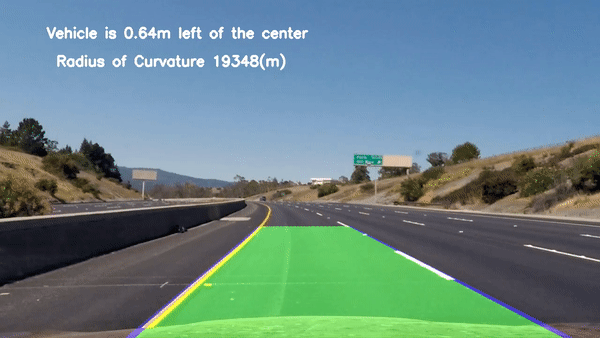 Vehicle is 0.64m left of the center
Radius of Curvature 19348(m)